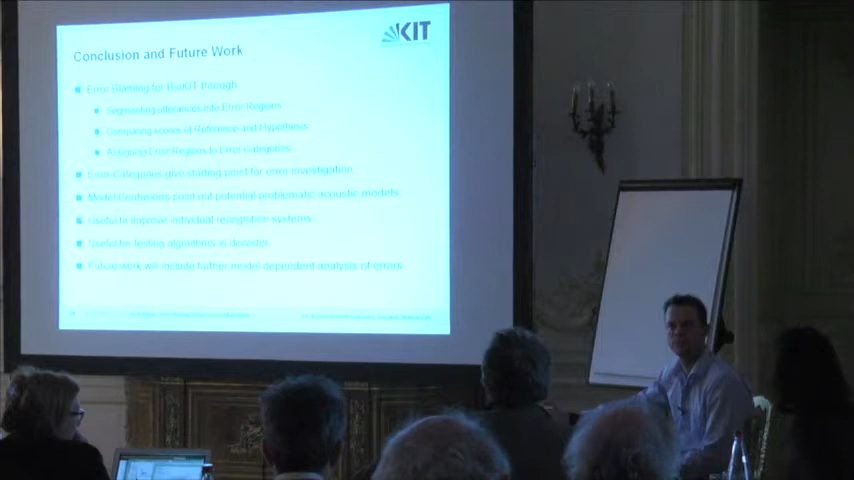 KIT
Conclusion and Future Work
Error Blaming for BioKIT through
Segmenting utterances into Error Regions
Comparing scores of Reference and Hypothesis
Assigning Error Regions to Error Categories
Error Categories give starting point for error investigation
Model Confusions point out potential problematic acoustic models
Useful to improve individual recognition systems
Useful for testing algorithms in decoder
Future work will include further model dependent analysis of errors